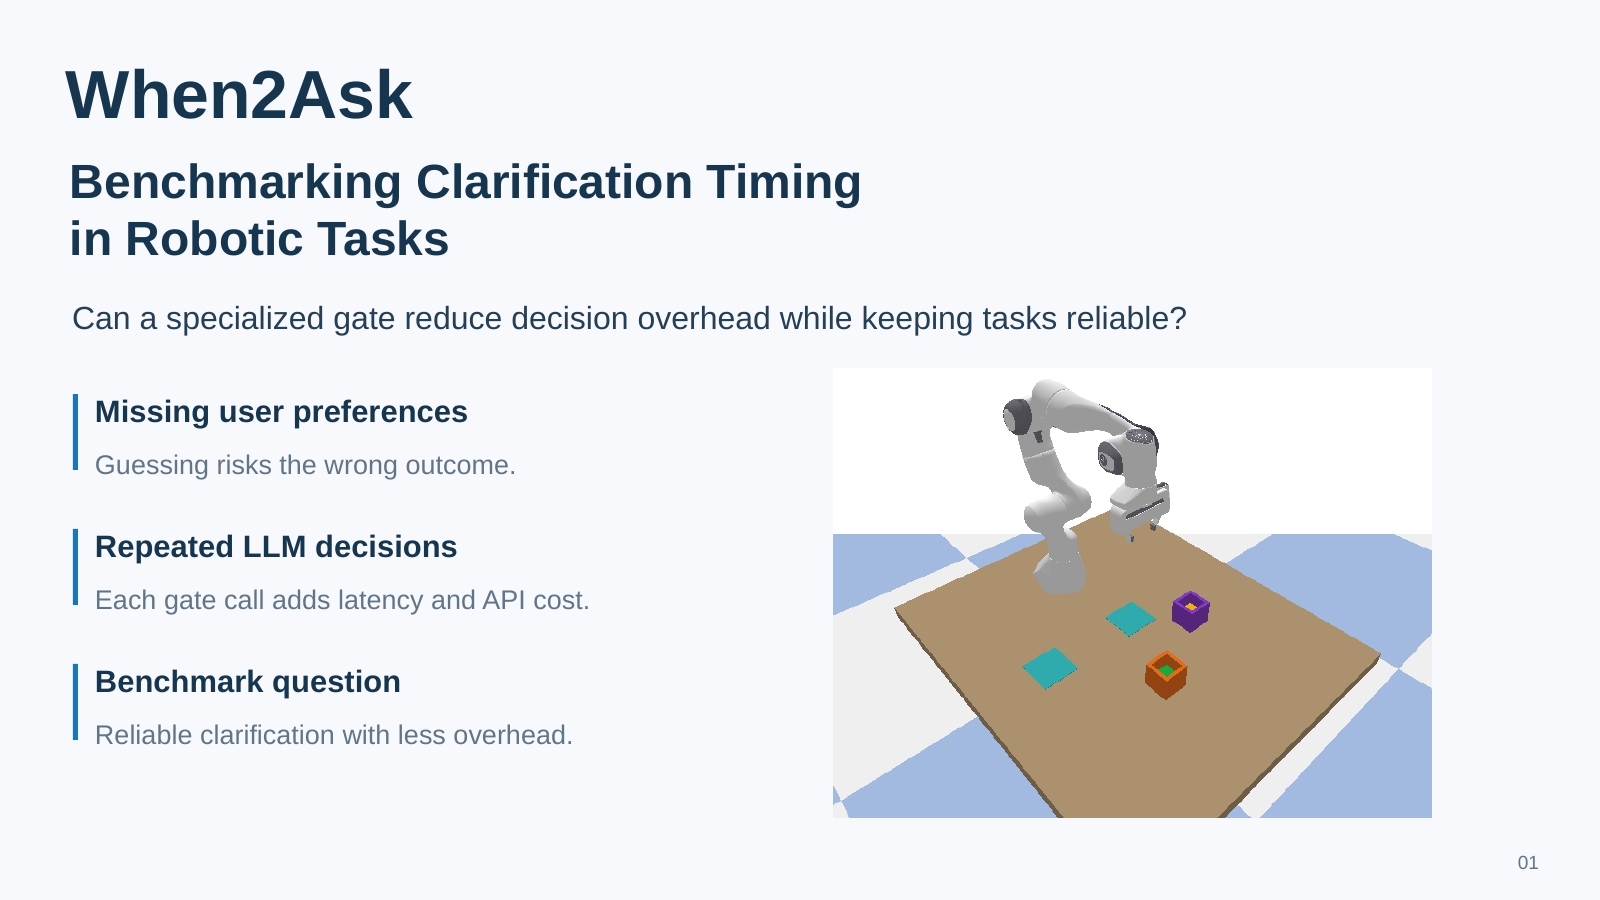 When2Ask
Benchmarking Clarification Timing
in Robotic Tasks
Can a specialized gate reduce decision overhead while keeping tasks reliable?
Missing user preferences
Guessing risks the wrong outcome.
Repeated LLM decisions
Each gate call adds latency and API cost.
Benchmark question
Reliable clarification with less overhead.
01